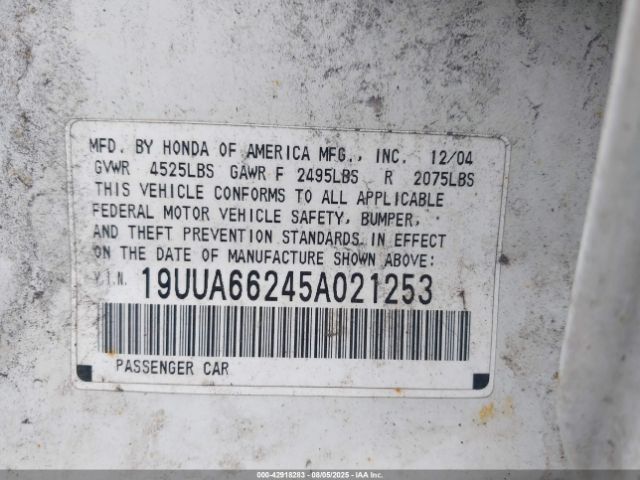 MFD. BY HONDA OF AMERICA MFG., INC. 12/04
GVWR 4525LBS GAWR F 2495LBS R 2075LBS
THIS VEHICLE CONFORMS TO ALL APPLICABLE
FEDERAL MOTOR VEHICLE SAFETY, BUMPER,
AND THEFT PREVENTION STANDARDS IN EFFECT
ON THE DATE OF MANUFACTURE SHOWN ABOVE:
V.I.N. 19UUA66245A021253
PASSENGER CAR
000-42918283 - 08/05/2025 - IAAI.COM